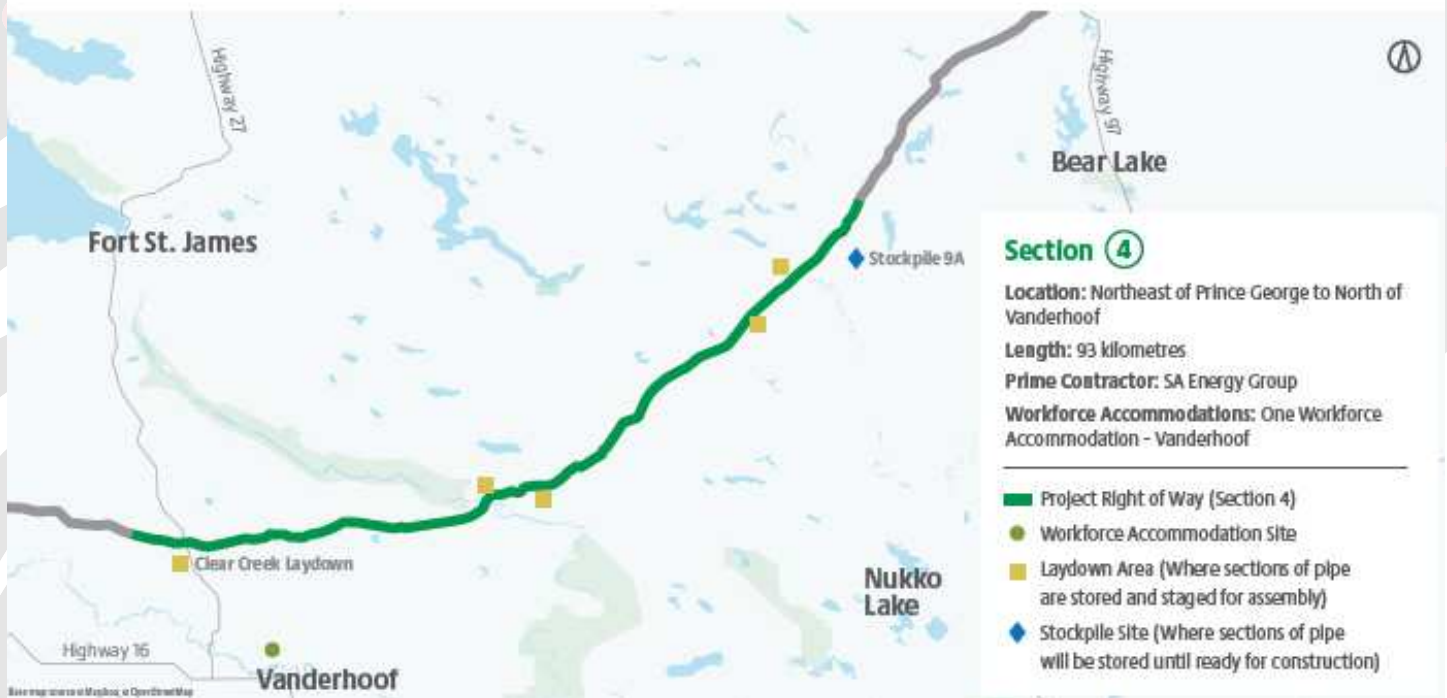 Highway 27
Highway 97
Bear Lake
Fort St. James
Stockpile 9A
Clear Creek Laydown
Nukko
Lake
Highway 16
Vanderhoof
Section 4
Location: Northeast of Prince George to North of
Vanderhoof
Length: 93 kilometres
Prime Contractor: SA Energy Group
Workforce Accommodations: One Workforce
Accommodation - Vanderhoof
Project Right of Way (Section 4)
Workforce Accommodation Site
Laydown Area (Where sections of pipe
are stored and staged for assembly)
Stockpile Site (Where sections of pipe
will be stored until ready for construction)